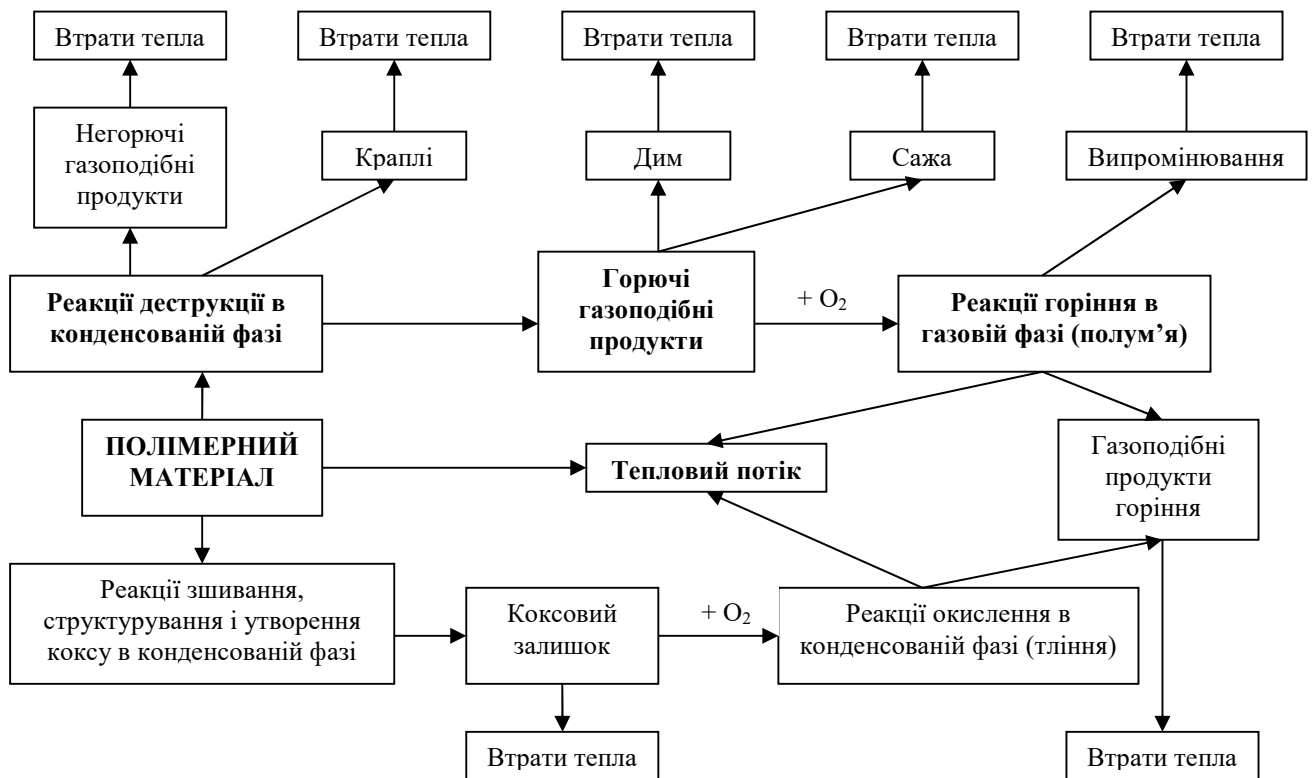 Втрати тепла
Втрати тепла
Втрати тепла
Втрати тепла
Втрати тепла
Негорючі
газоподібні
продукти
Краплі
Дим
Сажа
Випромінювання
Реакції деструкції в
конденсованій фазі
Горючі
газоподібні
продукти
+ O₂
Реакції горіння в
газовій фазі (полум’я)
ПОЛІМЕРНИЙ
МАТЕРІАЛ
Тепловий потік
Газоподібні
продукти
горіння
Реакції зшивання,
структурування і утворення
коксу в конденсованій фазі
Коксовий
залишок
+ O₂
Реакції окислення в
конденсованій фазі (тління)
Втрати тепла
Втрати тепла